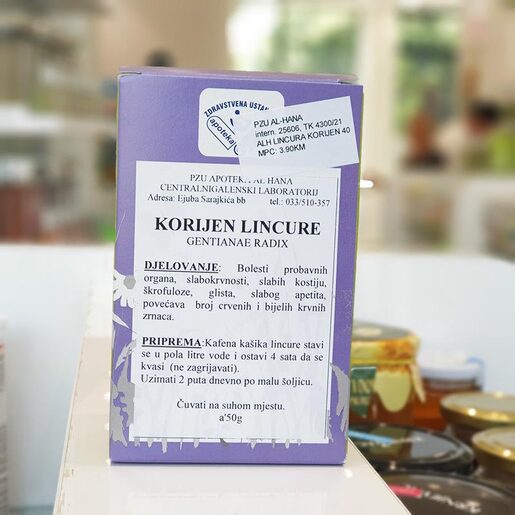 ZDRAVSTVENA USTAN
apoteka
PZU AL-HANA
intern. 25606, TK 4300/21
ALH LINCURA KORIJEN 40
MPC: 3.90KM
PZU APOTEKA AL HANA
CENTRALNIGALENSKI LABORATORIJ
Adresa: Ejuba Sarajkića bb tel.: 033/510-357
KORIJEN LINCURE
GENTIANAE RADIX
DJELOVANJE: Bolesti probavnih
organa, slabokrvnosti, slabih kostiju,
škrofuloze, glista, slabog apetita,
povećava broj crvenih i bijelih krvnih
zrnaca.
PRIPREMA:Kafena kašika lincure stavi
se u pola litre vode i ostavi 4 sata da se
kvasi (ne zagrijavati).
Uzimati 2 puta dnevno po malu šoljicu.
Čuvati na suhom mjestu.
a'50g